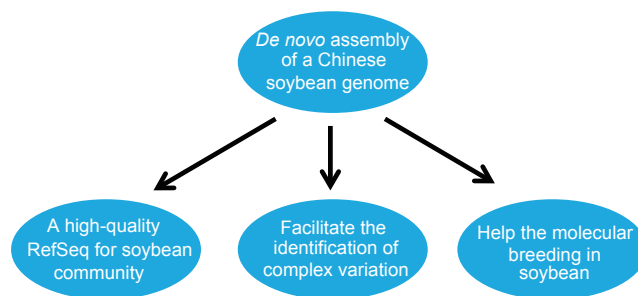 De novo assembly
of a Chinese
soybean genome
A high-quality
RefSeq for soybean
community
Facilitate the
identification of
complex variation
Help the molecular
breeding in
soybean